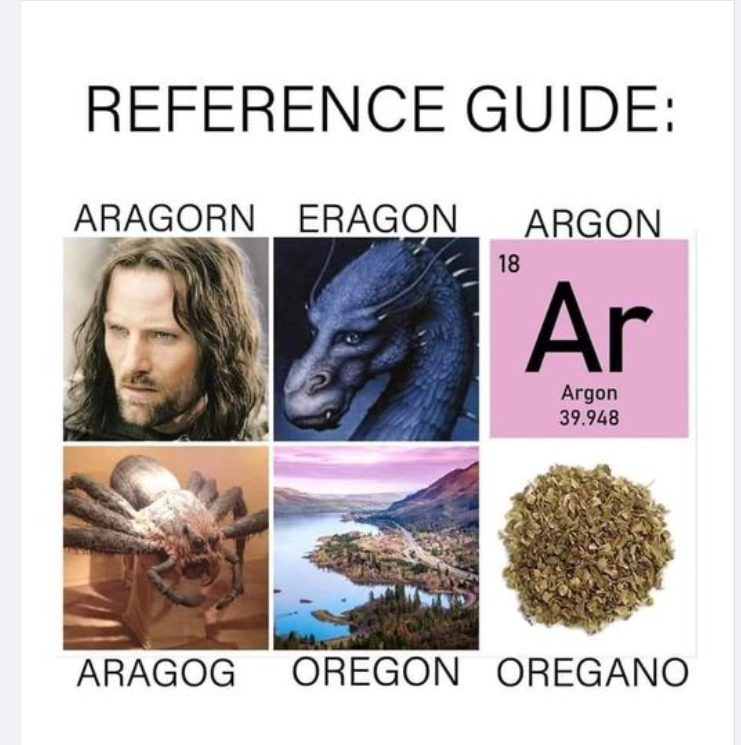 REFERENCE GUIDE:
ARAGORN ERAGON ARGON
18
Ar
Argon
39.948
ARAGOG OREGON OREGANO